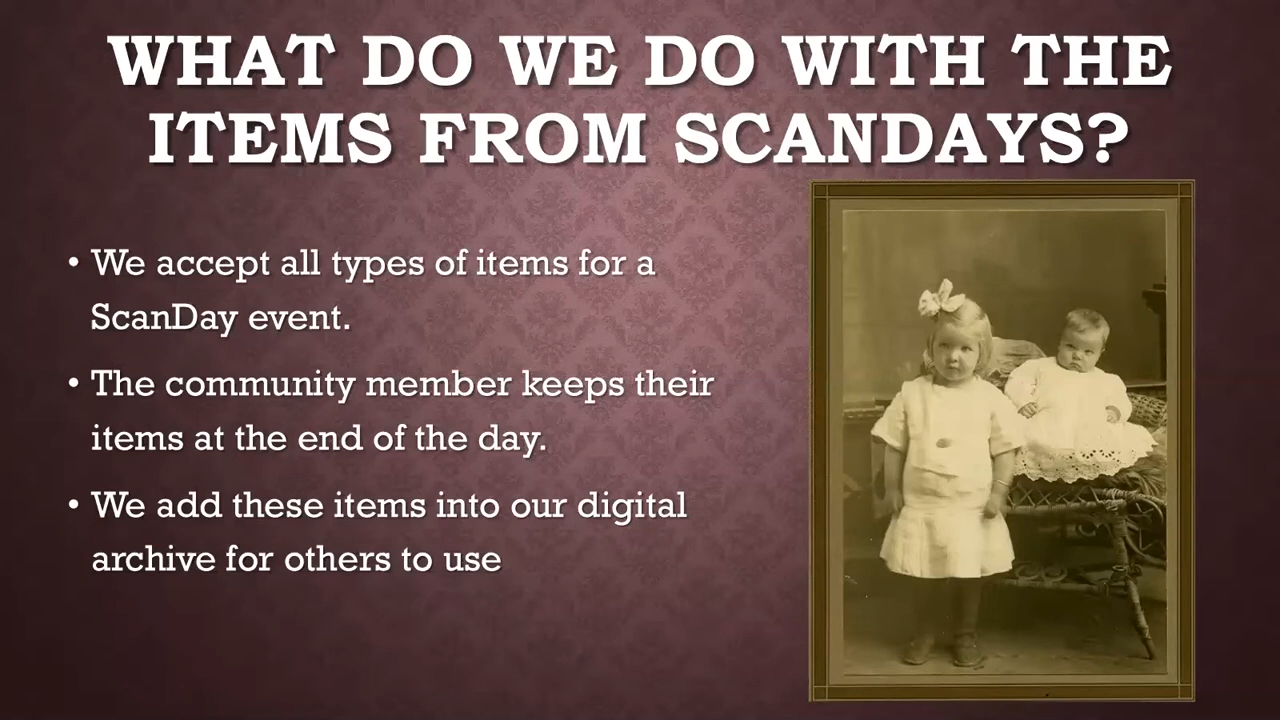 WHAT DO WE DO WITH THE
ITEMS FROM SCANDAYS?
• We accept all types of items for a
ScanDay event.
• The community member keeps their
items at the end of the day.
• We add these items into our digital
archive for others to use